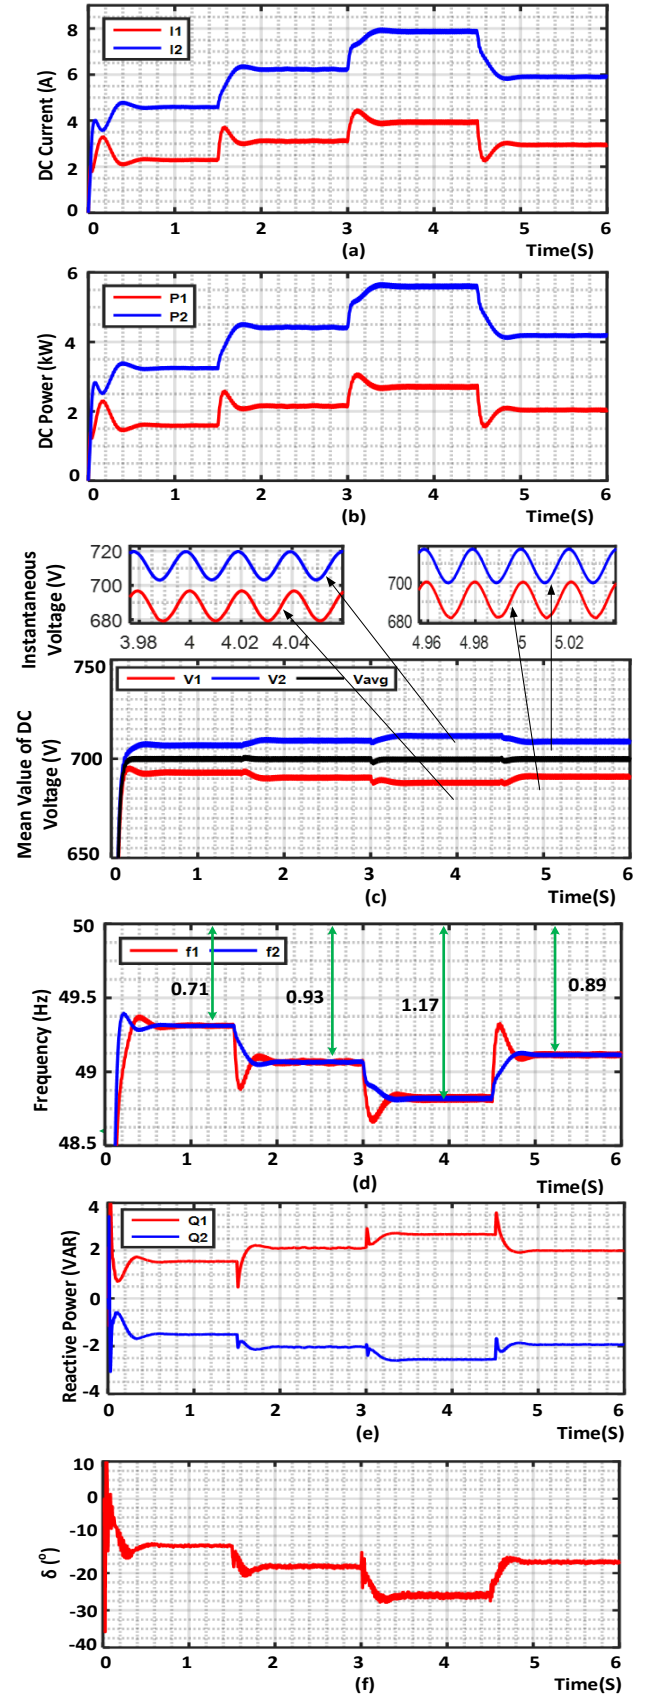 DC Current (A)
8
6
4
2
0
I1
I2
0 1 2 3 4 5 6
(a)
Time(S)
DC Power (kW)
6
4
2
0
P1
P2
0 1 2 3 4 5 6
(b)
Time(S)
Instantaneous
Voltage (V)
720
700
680
3.98 4 4.02 4.04
700
680
4.96 4.98 5 5.02
Mean Value of DC
Voltage (V)
750
700
650
V1 V2 Vavg
0 1 2 3 4 5 6
(c)
Time(S)
Frequency (Hz)
50
49.5
49
48.5
f1 f2
0.71
0.93
1.17
0.89
0 1 2 3 4 5 6
(d)
Time(S)
Reactive Power (VAR)
4
2
0
-2
-4
Q1
Q2
0 1 2 3 4 5 6
(e)
Time(S)
δ (⁰)
10
0
-10
-20
-30
-40
0 1 2 3 4 5 6
(f)
Time(S)